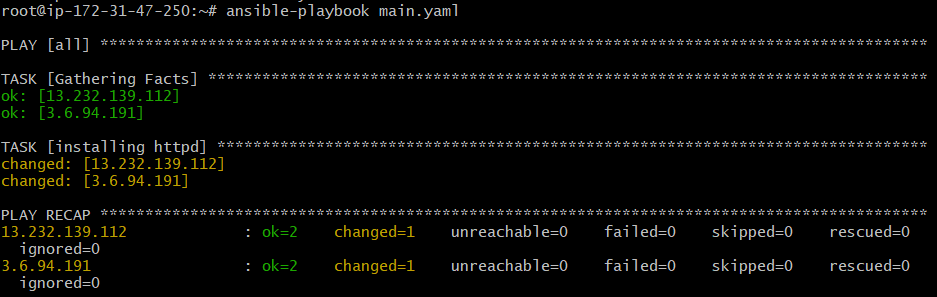 root@ip-172-31-47-250:~# ansible-playbook main.yaml
PLAY [all] ********************************************************************************************
TASK [Gathering Facts] ********************************************************************************
ok: [13.232.139.112]
ok: [3.6.94.191]
TASK [installing httpd] *******************************************************************************
changed: [13.232.139.112]
changed: [3.6.94.191]
PLAY RECAP ********************************************************************************************
13.232.139.112             : ok=2    changed=1    unreachable=0    failed=0    skipped=0    rescued=0
  ignored=0
3.6.94.191                 : ok=2    changed=1    unreachable=0    failed=0    skipped=0    rescued=0
  ignored=0